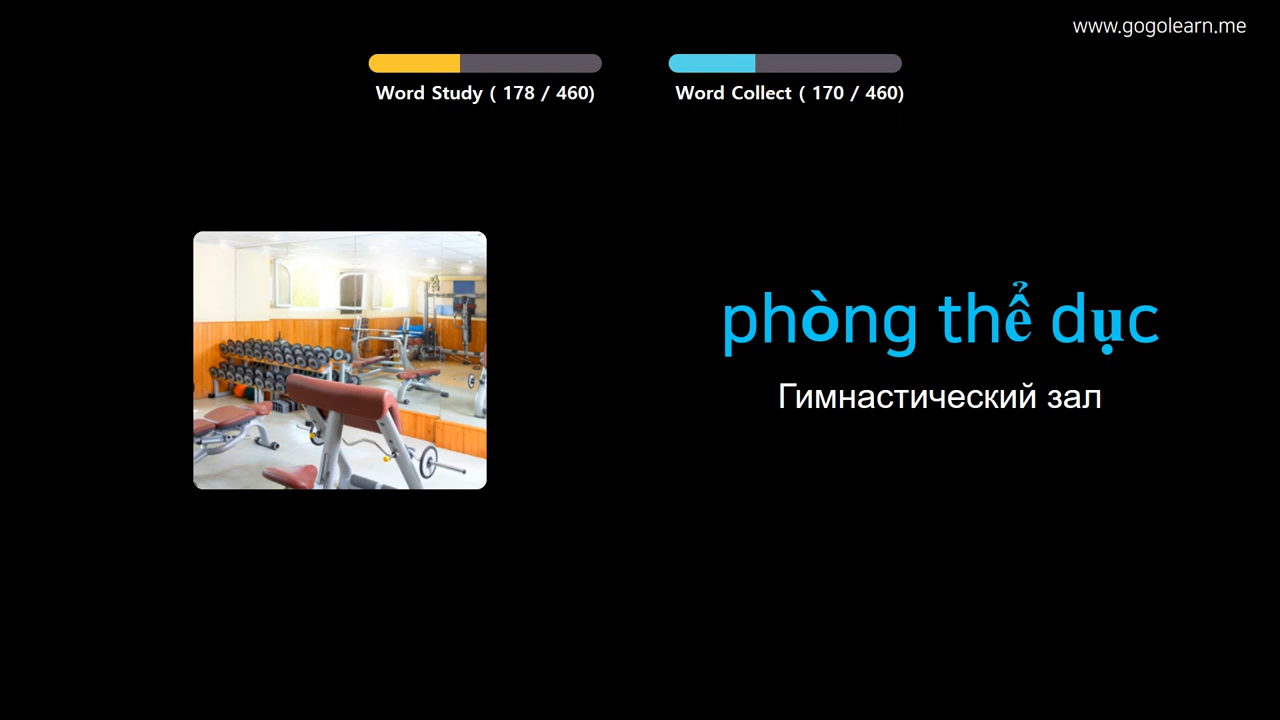 www.gogolearn.me
Word Study ( 178 / 460)
Word Collect ( 170 / 460)
phòng thể dục
Гимнастический зал